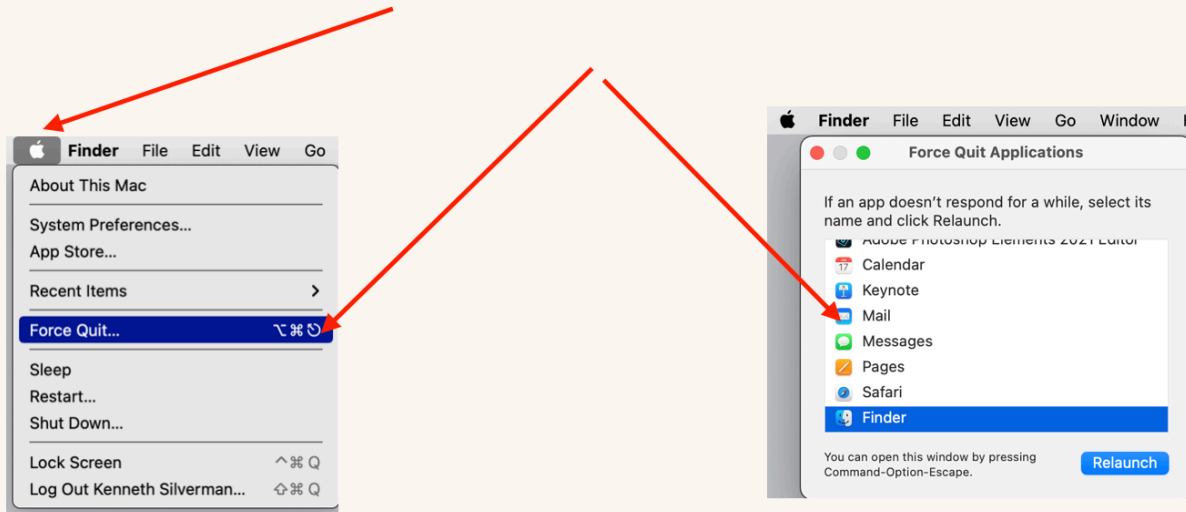 Finder File Edit View Go
About This Mac
System Preferences...
App Store...
Recent Items >
Force Quit... ⌥⌘⎋
Sleep
Restart...
Shut Down...
Lock Screen ^⌘Q
Log Out Kenneth Silverman... ⇧⌘Q
Finder File Edit View Go Window
Force Quit Applications
If an app doesn't respond for a while, select its
name and click Relaunch.
Adobe Photoshop Elements 2021 Editor
17 Calendar
Keynote
Mail
Messages
Pages
Safari
Finder
You can open this window by pressing
Command-Option-Escape.
Relaunch